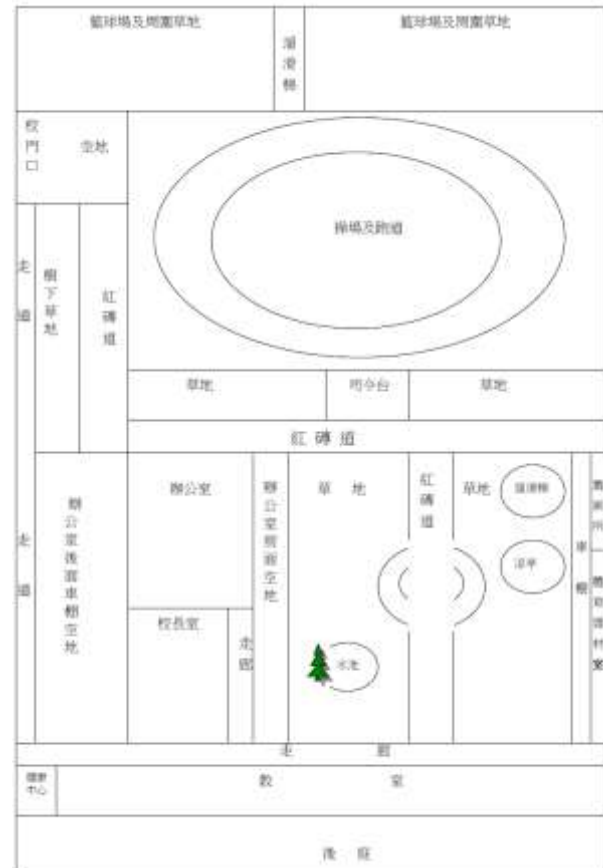 籃球場及周圍草地
溜滑梯
籃球場及周圍草地
校門口
空地
操場及跑道
走道
樹下草地
紅磚道
草地
司令台
草地
紅磚道
走道
辦公室後面車棚空地
辦公室
辦公室前面空地
草地
紅磚道
草地
溜滑梯
涼亭
車棚
校長室
走廊
水池
走廊
健康中心
教室
後庭